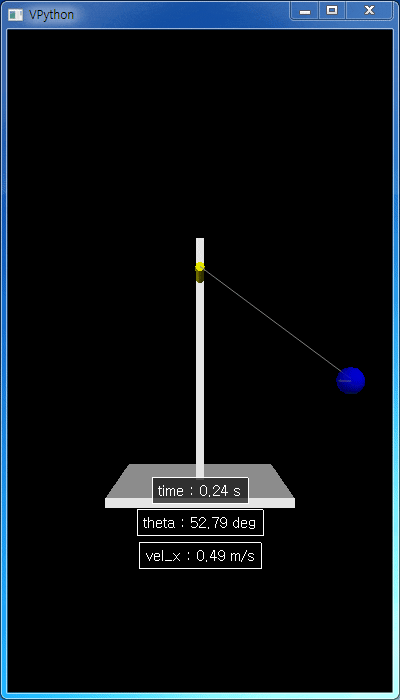 VPython
time : 0,24 s
theta : 52,79 deg
vel_x : 0,49 m/s